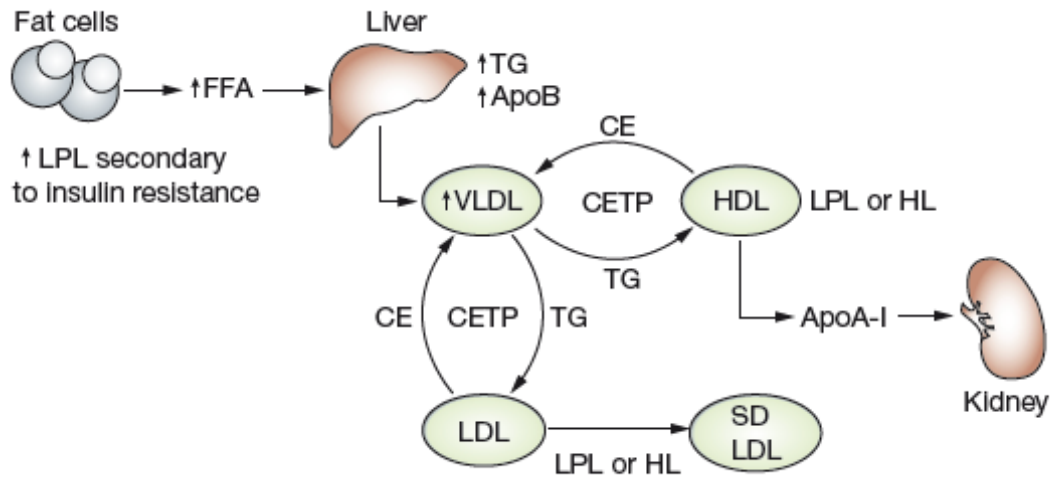 Fat cells
Liver
↑FFA
↑TG
↑ApoB
↑ LPL secondary
to insulin resistance
CE
↑VLDL
CETP
HDL
LPL or HL
TG
CE
CETP
TG
ApoA-I
Kidney
LDL
SD
LDL
LPL or HL